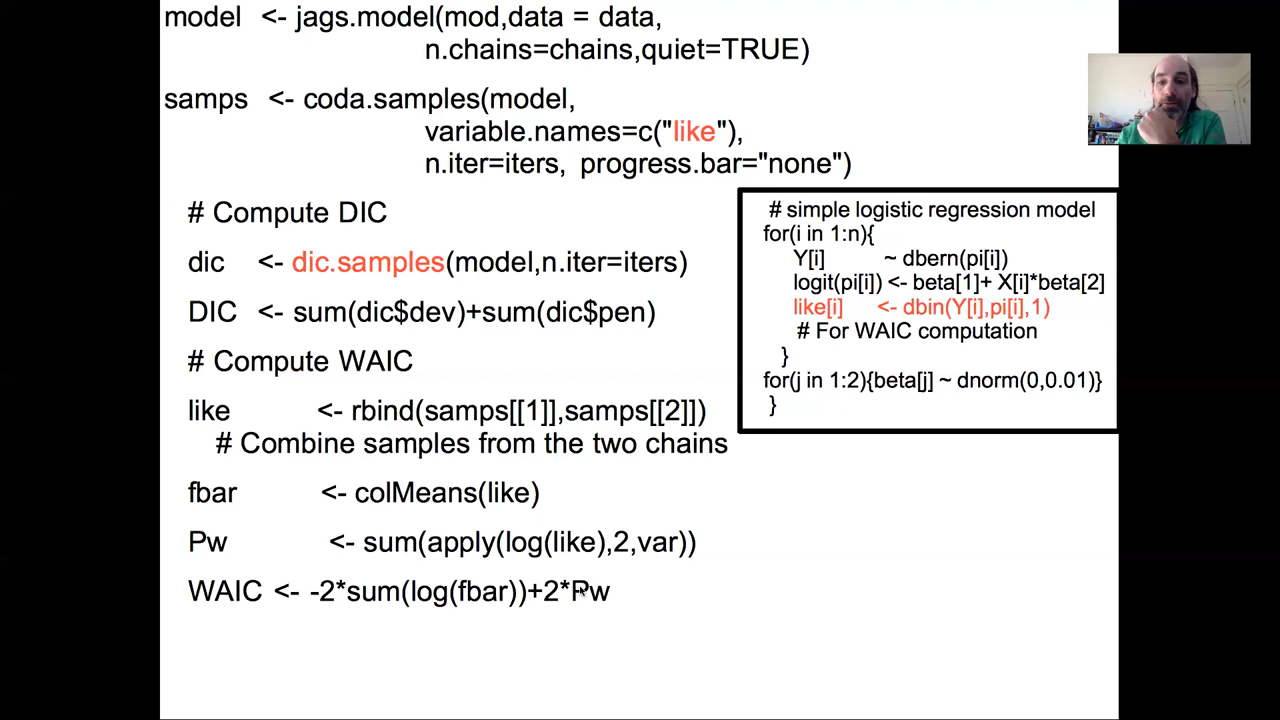 model <- jags.model(mod,data = data,
n.chains=chains,quiet=TRUE)
samps <- coda.samples(model,
variable.names=c("like"),
n.iter=iters, progress.bar="none")
# Compute DIC
dic <- dic.samples(model,n.iter=iters)
DIC <- sum(dic$dev)+sum(dic$pen)
# Compute WAIC
like <- rbind(samps[[1]],samps[[2]])
# Combine samples from the two chains
fbar <- colMeans(like)
Pw <- sum(apply(log(like),2,var))
WAIC <- -2*sum(log(fbar))+2*Pw
# simple logistic regression model
for(i in 1:n){
Y[i] ~ dbern(pi[i])
logit(pi[i]) <- beta[1]+ X[i]*beta[2]
like[i] <- dbin(Y[i],pi[i],1)
# For WAIC computation
}
for(j in 1:2){beta[j] ~ dnorm(0,0.01)}
}